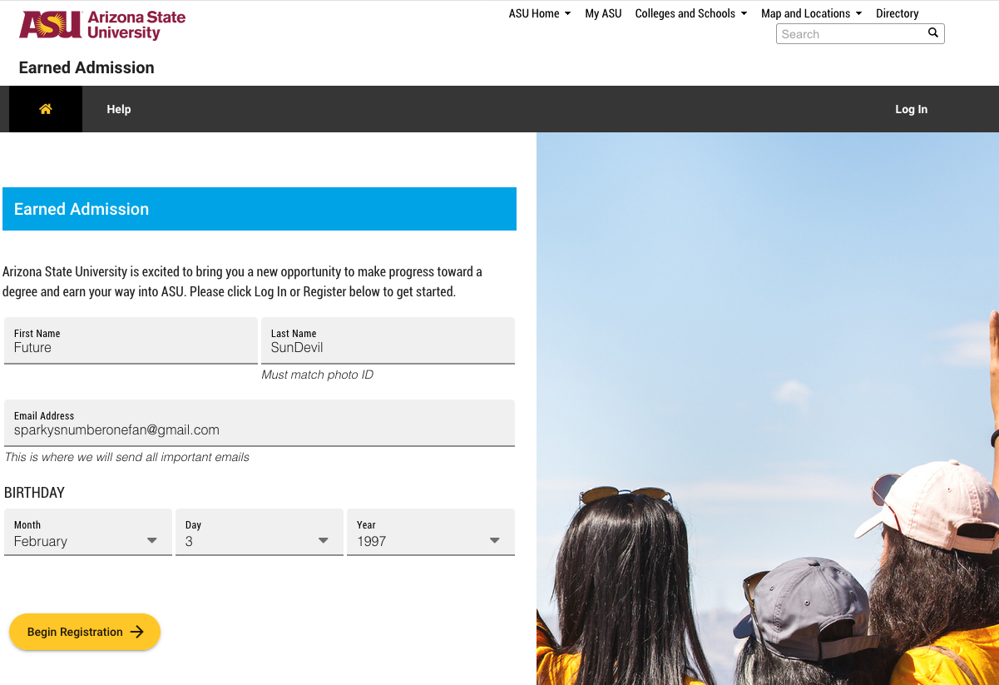 ASU Arizona State
University
ASU Home My ASU Colleges and Schools Map and Locations Directory
Search
Earned Admission
Help Log In
Earned Admission
Arizona State University is excited to bring you a new opportunity to make progress toward a
degree and earn your way into ASU. Please click Log In or Register below to get started.
First Name Last Name
Future SunDevil
Must match photo ID
Email Address
sparkysnumberonefan@gmail.com
This is where we will send all important emails
BIRTHDAY
Month Day Year
February 3 1997
Begin Registration →